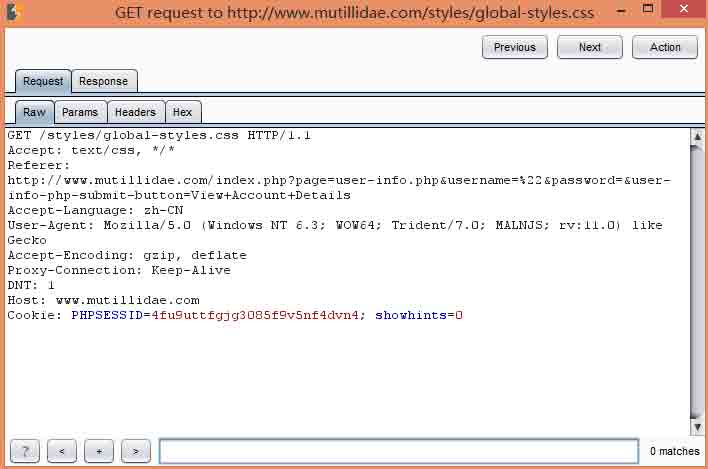 GET request to http://www.mutillidae.com/styles/global-styles.css
Previous Next Action
Request Response
Raw Params Headers Hex
GET /styles/global-styles.css HTTP/1.1
Accept: text/css, */*
Referer:
http://www.mutillidae.com/index.php?page=user-info.php&username=%22&password=&user-
info-php-submit-button=View+Account+Details
Accept-Language: zh-CN
User-Agent: Mozilla/5.0 (Windows NT 6.3; WOW64; Trident/7.0; MALNJS; rv:11.0) like
Gecko
Accept-Encoding: gzip, deflate
Proxy-Connection: Keep-Alive
DNT: 1
Host: www.mutillidae.com
Cookie: PHPSESSID=4fu9uttfgjg3085f9v5nf4dvn4; showhints=0
? < + > 0 matches